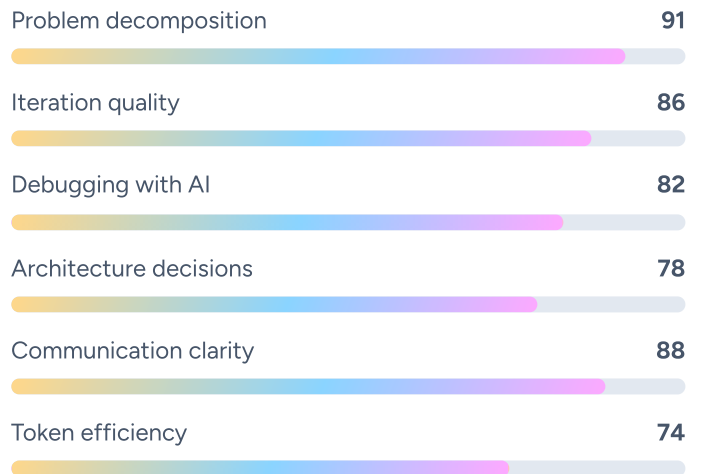 Problem decomposition 91
Iteration quality 86
Debugging with AI 82
Architecture decisions 78
Communication clarity 88
Token efficiency 74